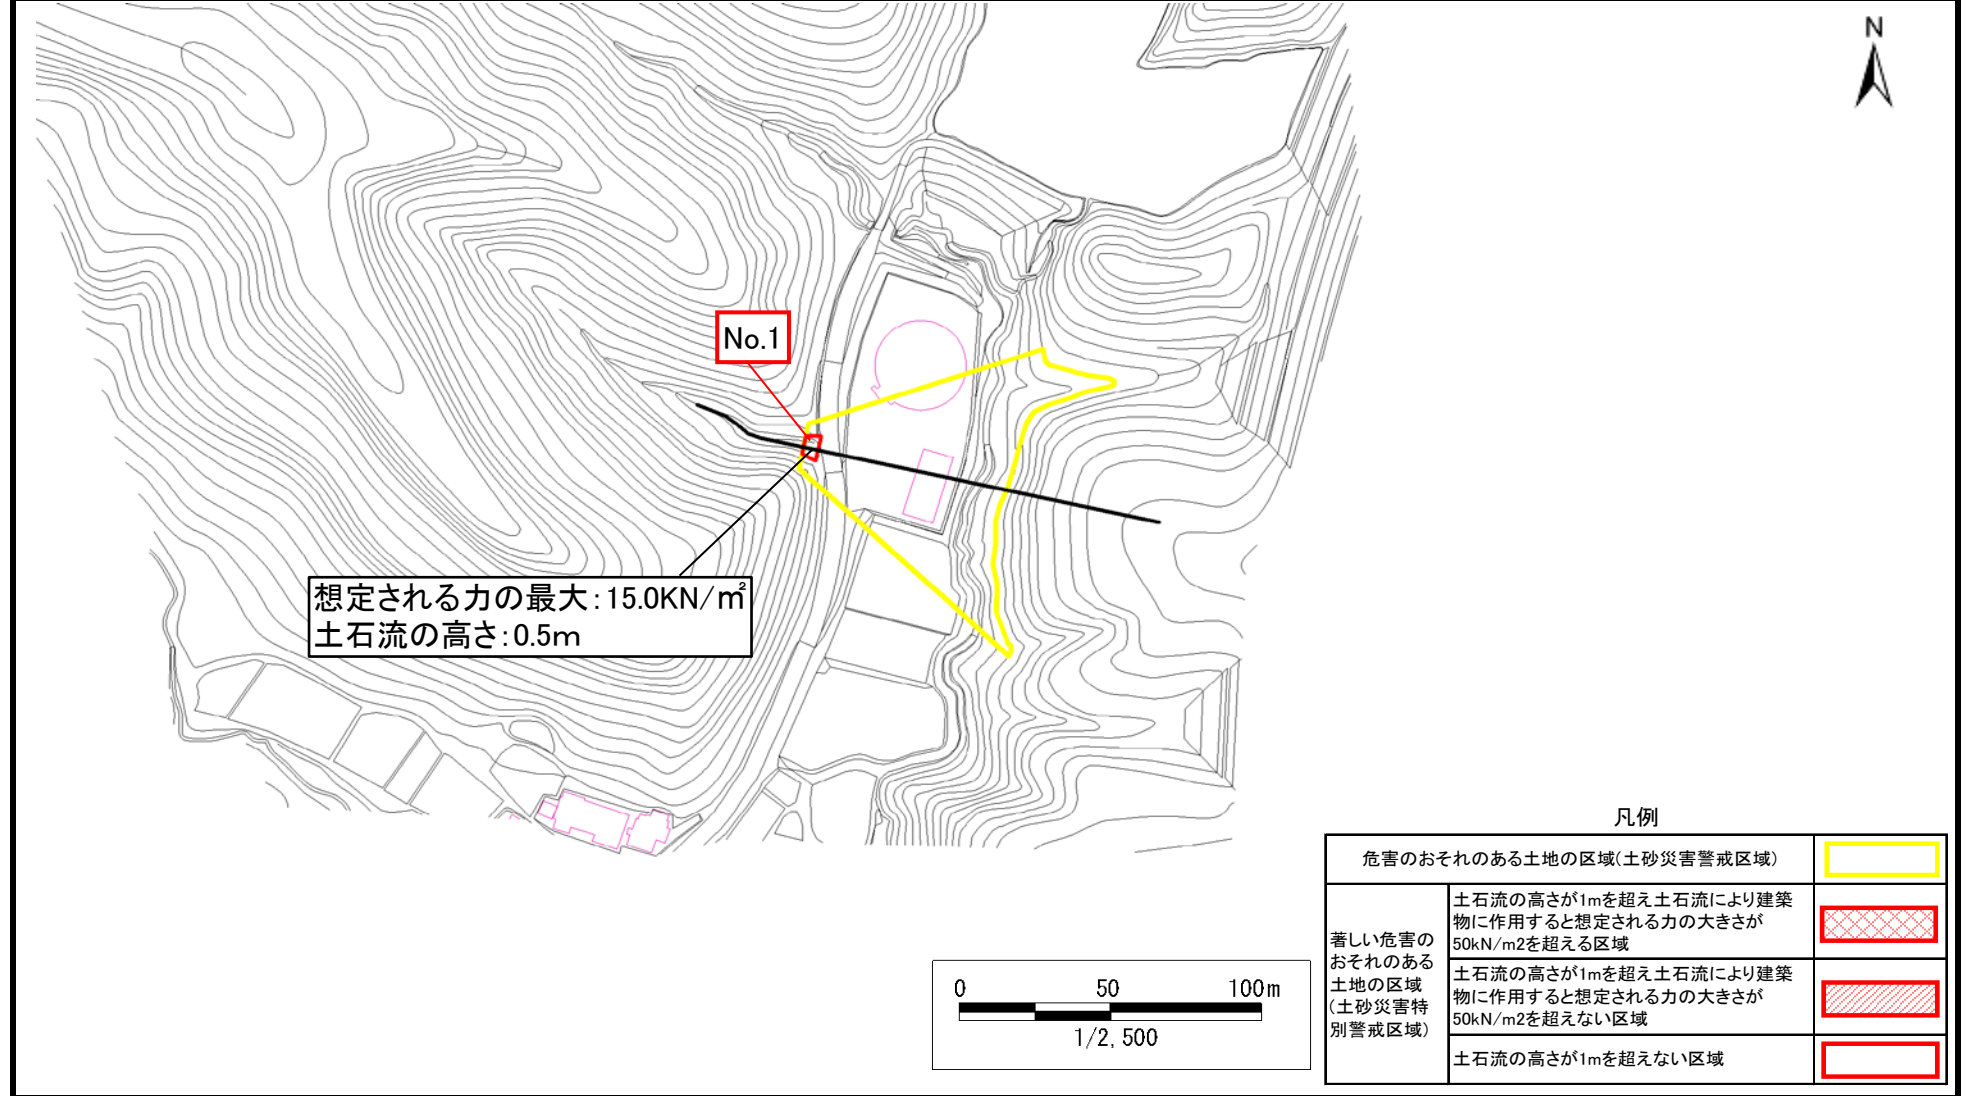 N
No.1
想定される力の最大:15.0KN/㎡
土石流の高さ:0.5m
凡例
危害のおそれのある土地の区域(土砂災害警戒区域)
著しい危害の
おそれのある
土地の区域
(土砂災害特
別警戒区域)
土石流の高さが1mを超え土石流により建築
物に作用すると想定される力の大きさが
50kN/m2を超える区域
土石流の高さが1mを超え土石流により建築
物に作用すると想定される力の大きさが
50kN/m2を超えない区域
土石流の高さが1mを超えない区域
0 50 100m
1/2,500